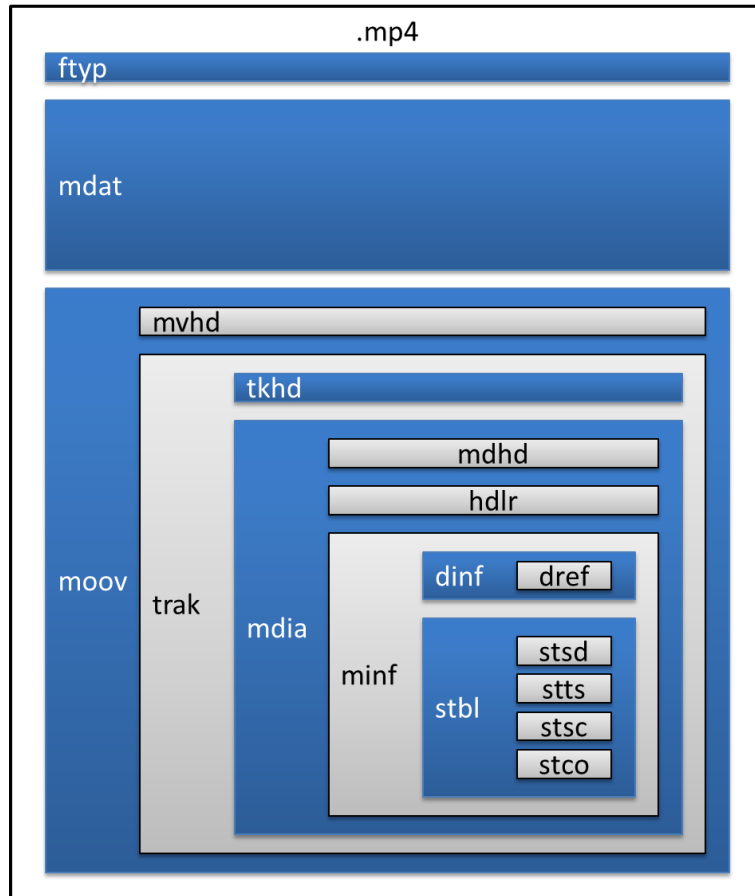 .mp4
ftyp
mdat
moov
mvhd
trak
tkhd
mdia
mdhd
hdlr
minf
dinf
dref
stbl
stsd
stts
stsc
stco